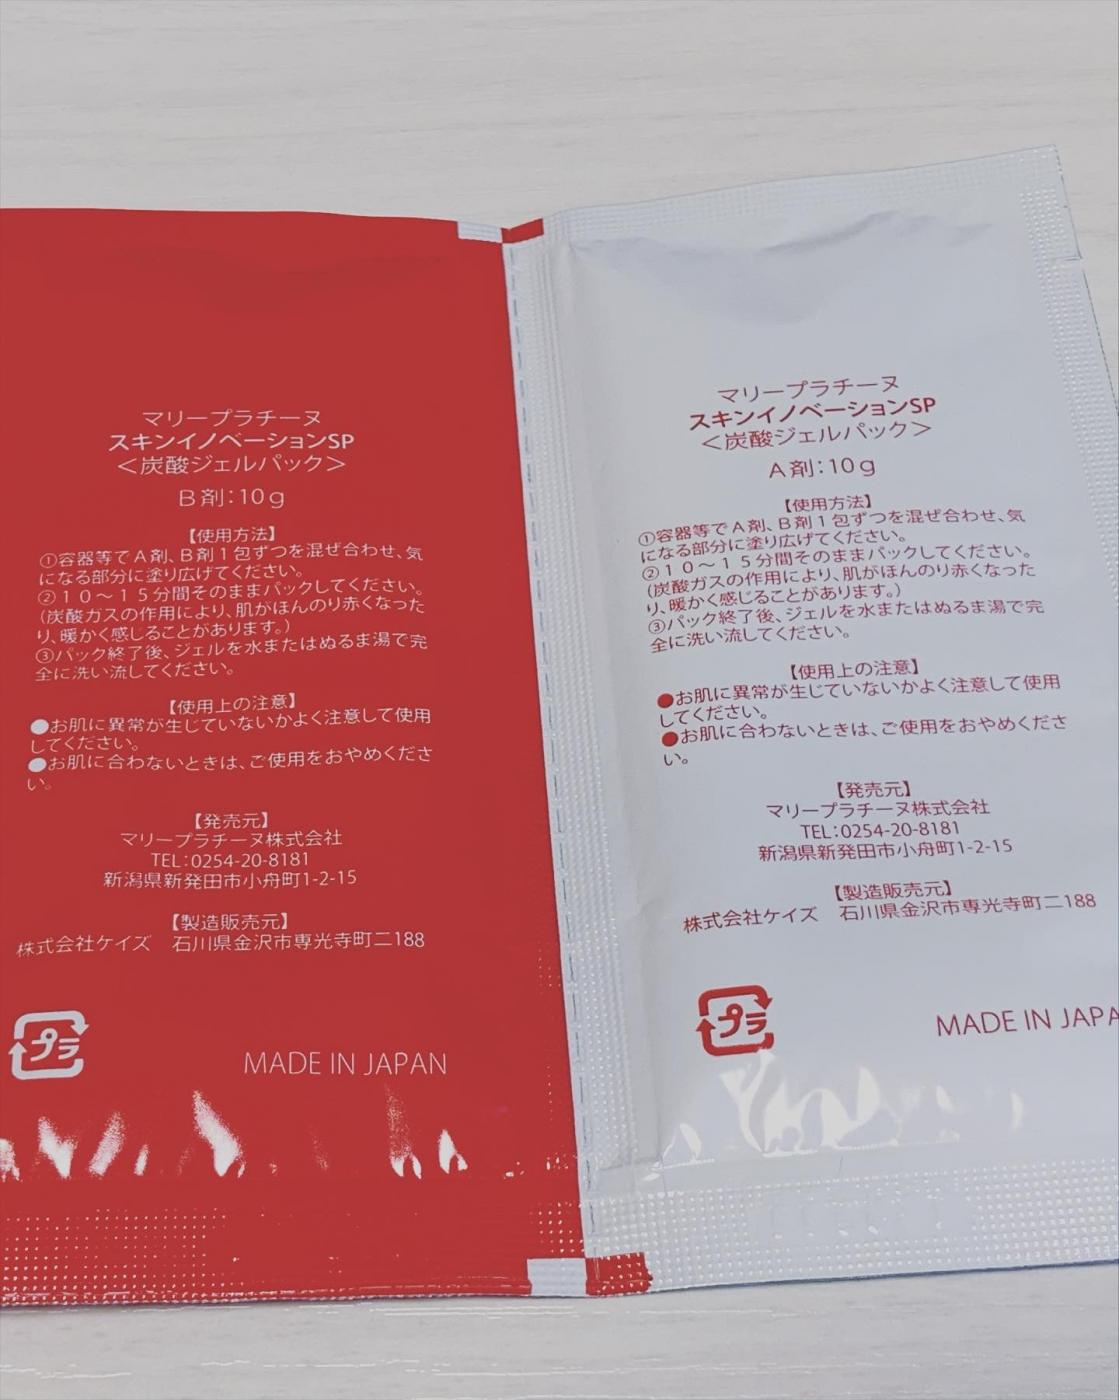 マリープラチーヌ
スキンイノベーションSP
＜炭酸ジェルパック＞
Ｂ剤：10ｇ
【使用方法】
①容器等でＡ剤、Ｂ剤１包ずつを混ぜ合わせ、気
になる部分に塗り広げてください。
②１０～１５分間そのままパックしてください。
（炭酸ガスの作用により、肌がほんのり赤くなった
り、暖かく感じることがあります。）
③パック終了後、ジェルを水またはぬるま湯で完
全に洗い流してください。
【使用上の注意】
●お肌に異常が生じていないかよく注意して使用
してください。
●お肌に合わないときは、ご使用をおやめくださ
い。
【発売元】
マリープラチーヌ株式会社
TEL：0254-20-8181
新潟県新発田市小舟町1-2-15
【製造販売元】
株式会社ケイズ　石川県金沢市専光寺町二188
プラ
MADE IN JAPAN
マリープラチーヌ
スキンイノベーションSP
＜炭酸ジェルパック＞
Ａ剤：10ｇ
【使用方法】
①容器等でＡ剤、Ｂ剤１包ずつを混ぜ合わせ、気
になる部分に塗り広げてください。
②１０～１５分間そのままパックしてください。
（炭酸ガスの作用により、肌がほんのり赤くなった
り、暖かく感じることがあります。）
③パック終了後、ジェルを水またはぬるま湯で完
全に洗い流してください。
【使用上の注意】
●お肌に異常が生じていないかよく注意して使用
してください。
●お肌に合わないときは、ご使用をおやめくださ
い。
【発売元】
マリープラチーヌ株式会社
TEL：0254-20-8181
新潟県新発田市小舟町1-2-15
【製造販売元】
株式会社ケイズ　石川県金沢市専光寺町二188
プラ
MADE IN JAPA